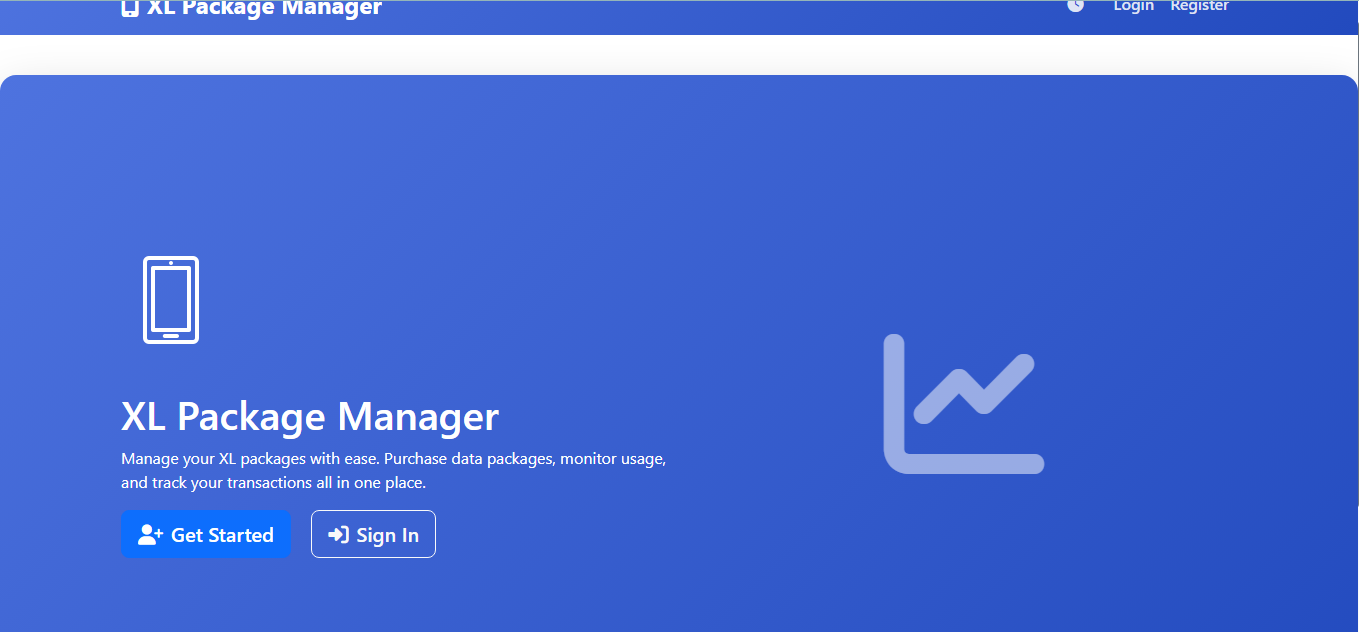 XL Package Manager
Login Register
XL Package Manager
Manage your XL packages with ease. Purchase data packages, monitor usage,
and track your transactions all in one place.
Get Started
Sign In